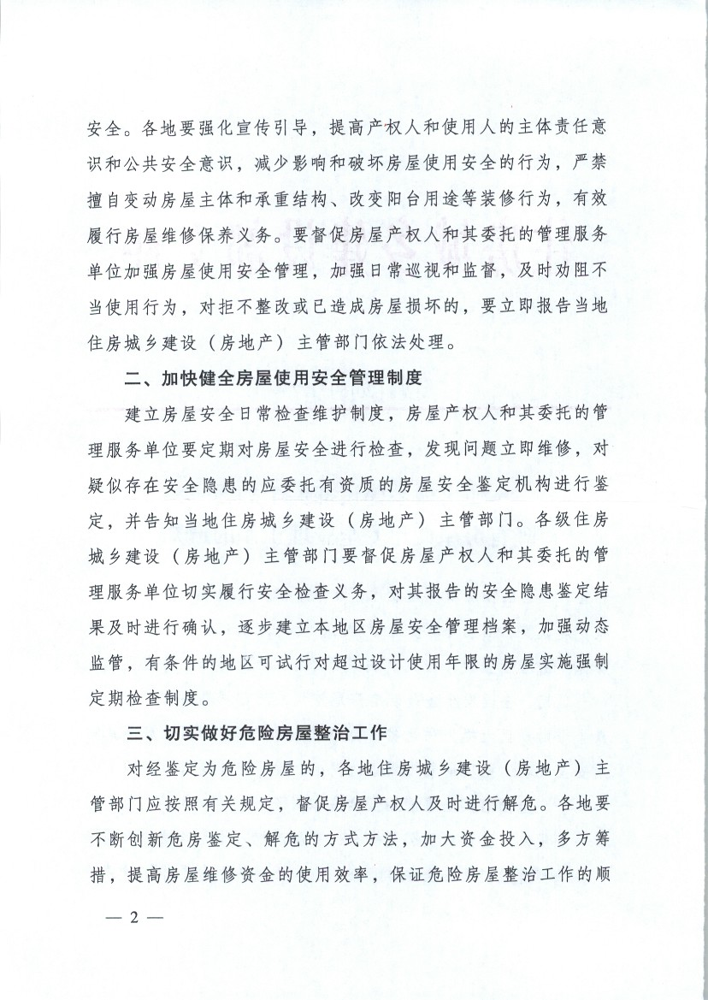 安全。各地要强化宣传引导，提高产权人和使用人的主体责任意
识和公共安全意识，减少影响和破坏房屋使用安全的行为，严禁
擅自变动房屋主体和承重结构、改变阳台用途等装修行为，有效
履行房屋维修保养义务。要督促房屋产权人和其委托的管理服务
单位加强房屋使用安全管理，加强日常巡视和监督，及时劝阻不
当使用行为，对拒不整改或已造成房屋损坏的，要立即报告当地
住房城乡建设（房地产）主管部门依法处理。
二、加快健全房屋使用安全管理制度
建立房屋安全日常检查维护制度，房屋产权人和其委托的管
理服务单位要定期对房屋安全进行检查，发现问题立即维修，对
疑似存在安全隐患的应委托有资质的房屋安全鉴定机构进行鉴
定，并告知当地住房城乡建设（房地产）主管部门。各级住房
城乡建设（房地产）主管部门要督促房屋产权人和其委托的管
理服务单位切实履行安全检查义务，对其报告的安全隐患鉴定结
果及时进行确认，逐步建立本地区房屋安全管理档案，加强动态
监管，有条件的地区可试行对超过设计使用年限的房屋实施强制
定期检查制度。
三、切实做好危险房屋整治工作
对经鉴定为危险房屋的，各地住房城乡建设（房地产）主
管部门应按照有关规定，督促房屋产权人及时进行解危。各地要
不断创新危房鉴定、解危的方式方法，加大资金投入，多方筹
措，提高房屋维修资金的使用效率，保证危险房屋整治工作的顺
— 2 —